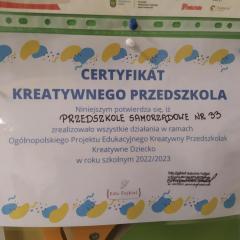 CERTYFIKAT
KREATYWNEGO PRZEDSZKOLA
Niniejszym potwierdza się, iż
PRZEDSZKOLE SAMORZĄDOWE NR 33
zrealizowało wszystkie działania w ramach
Ogólnopolskiego Projektu Edukacyjnego Kreatywny Przedszkolak
Kreatywne Dziecko
w roku szkolnym 2022/2023